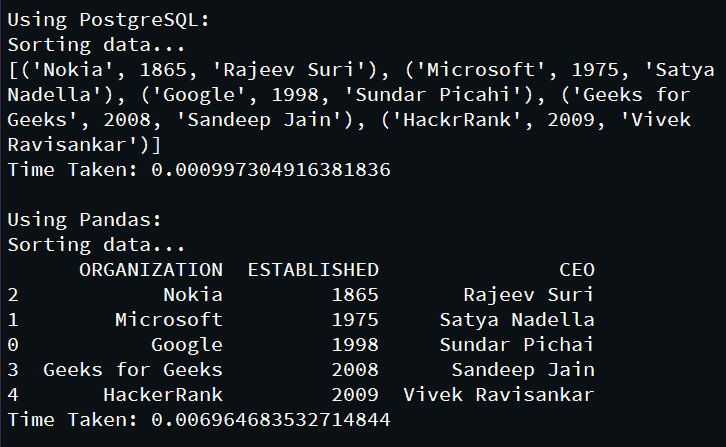 Using PostgreSQL:
Sorting data...
[('Nokia', 1865, 'Rajeev Suri'), ('Microsoft', 1975, 'Satya
Nadella'), ('Google', 1998, 'Sundar Picahi'), ('Geeks for
Geeks', 2008, 'Sandeep Jain'), ('HackrRank', 2009, 'Vivek
Ravisankar')]
Time Taken: 0.000997304916381836

Using Pandas:
Sorting data...
ORGANIZATION ESTABLISHED CEO
2 Nokia 1865 Rajeev Suri
1 Microsoft 1975 Satya Nadella
0 Google 1998 Sundar Pichai
3 Geeks for Geeks 2008 Sandeep Jain
4 HackerRank 2009 Vivek Ravisankar
Time Taken: 0.006964683532714844